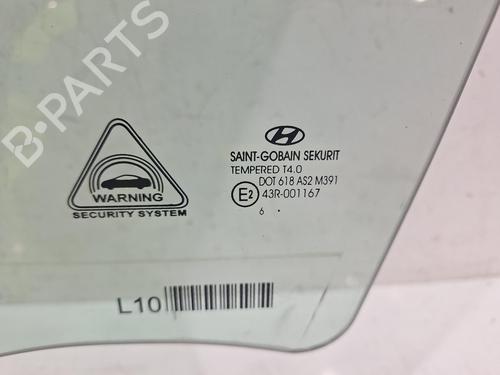 B-PARTS
WARNING
SECURITY SYSTEM
SAINT-GOBAIN SEKURIT
TEMPERED T4.0
DOT 618 AS2 M391
E2 43R-001167
6 .
L10